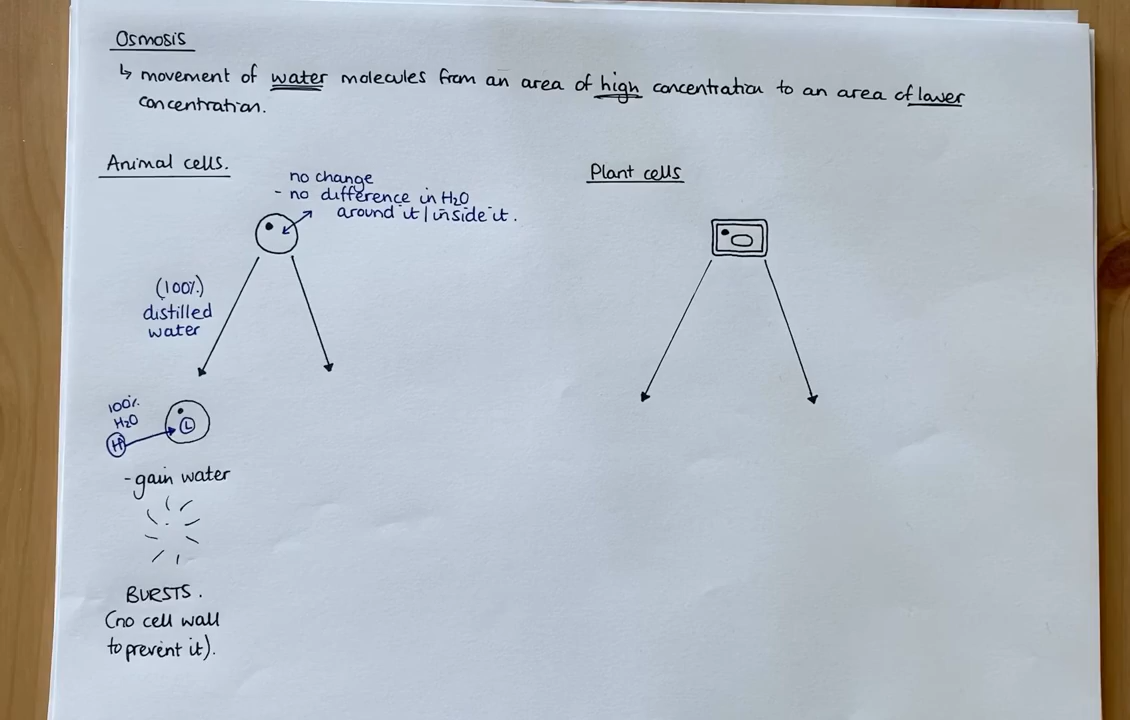 Osmosis
↳ movement of water molecules from an area of high concentration to an area of lower
concentration.
Animal cells.
no change
- no difference in H2O
around it / inside it.
(100%)
distilled
water
100%
H2O
H
L
- gain water
BURSTS.
(no cell wall
to prevent it).
Plant cells